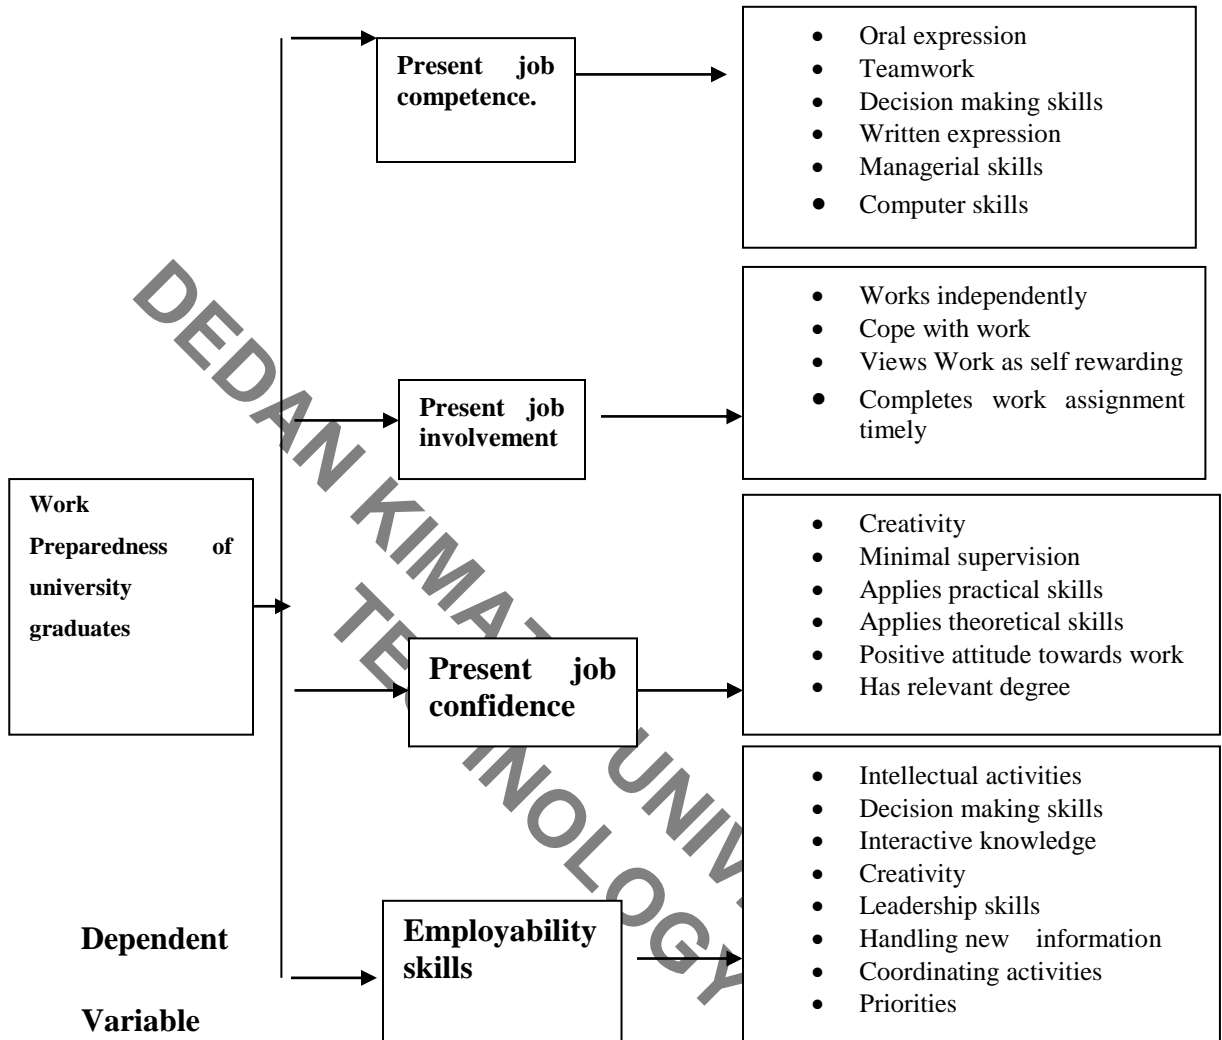 Present job
competence.
• Oral expression
• Teamwork
• Decision making skills
• Written expression
• Managerial skills
• Computer skills
Present job
involvement
• Works independently
• Cope with work
• Views Work as self rewarding
• Completes work assignment
timely
Work
Preparedness of
university
graduates
Present job
confidence
• Creativity
• Minimal supervision
• Applies practical skills
• Applies theoretical skills
• Positive attitude towards work
• Has relevant degree
Employability
skills
• Intellectual activities
• Decision making skills
• Interactive knowledge
• Creativity
• Leadership skills
• Handling new information
• Coordinating activities
• Priorities
Dependent
Variable
DEDAN